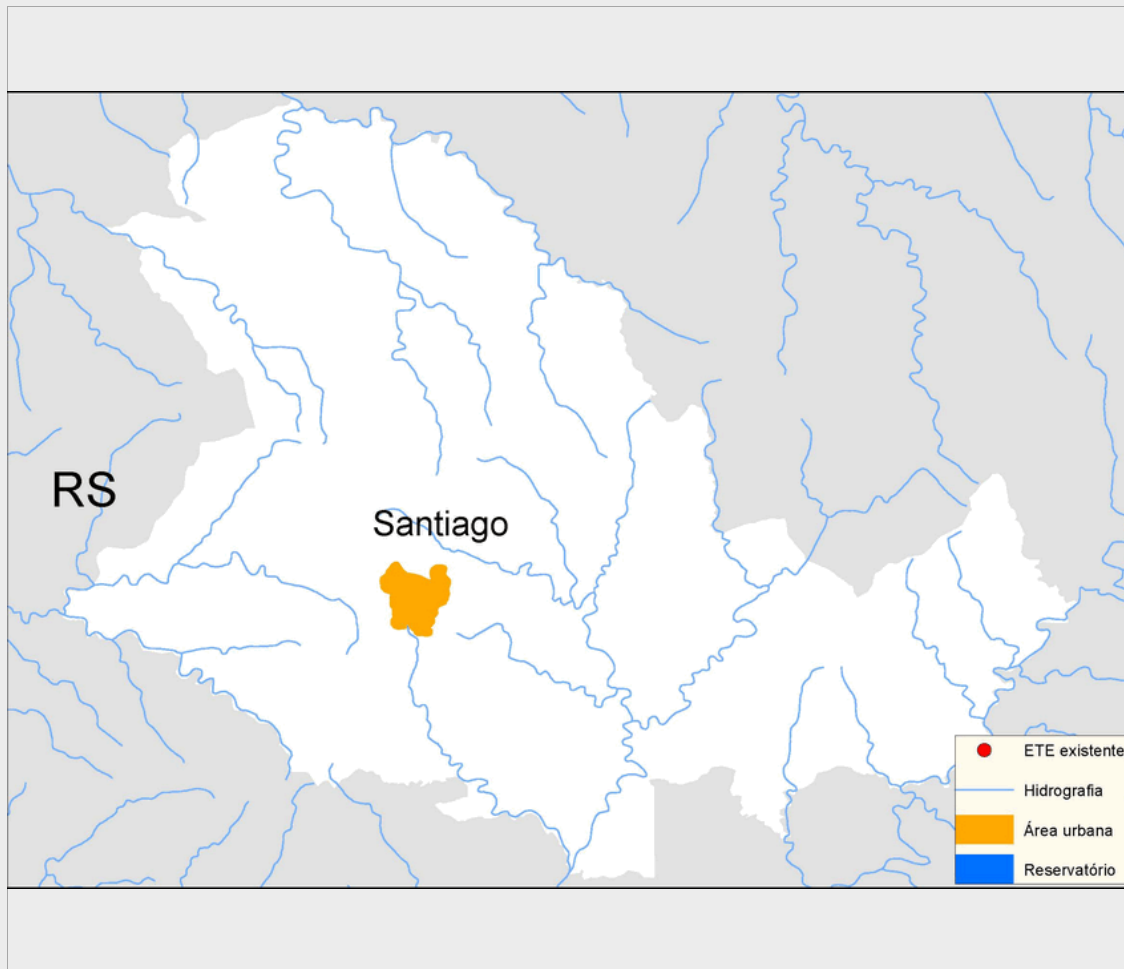 RS
Santiago
ETE existente
Hidrografia
Área urbana
Reservatório